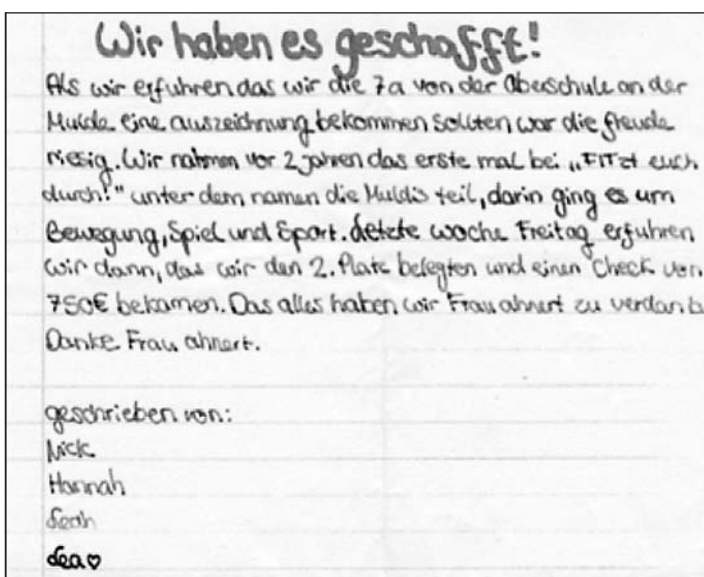 Wir haben es geschafft!
Als wir erfuhren das wir die 7a von der Oberschule an der
Mulde eine auszeichnung bekommen sollten war die freude
riesig. Wir nahmen vor 2 jahren das erste mal bei „FITzt euch
durch!" unter dem namen die Muldis teil, darin ging es um
Bewegung, Spiel und Sport. Letzte woche Freitag erfuhren
wir dann, das wir den 2. Platz belegten und einen Check von
750€ bekamen. Das alles haben wir Frau ahnert zu
Danke Frau ahnert.
geschrieben von:
Nick
Hannah
Leah
Lea♡